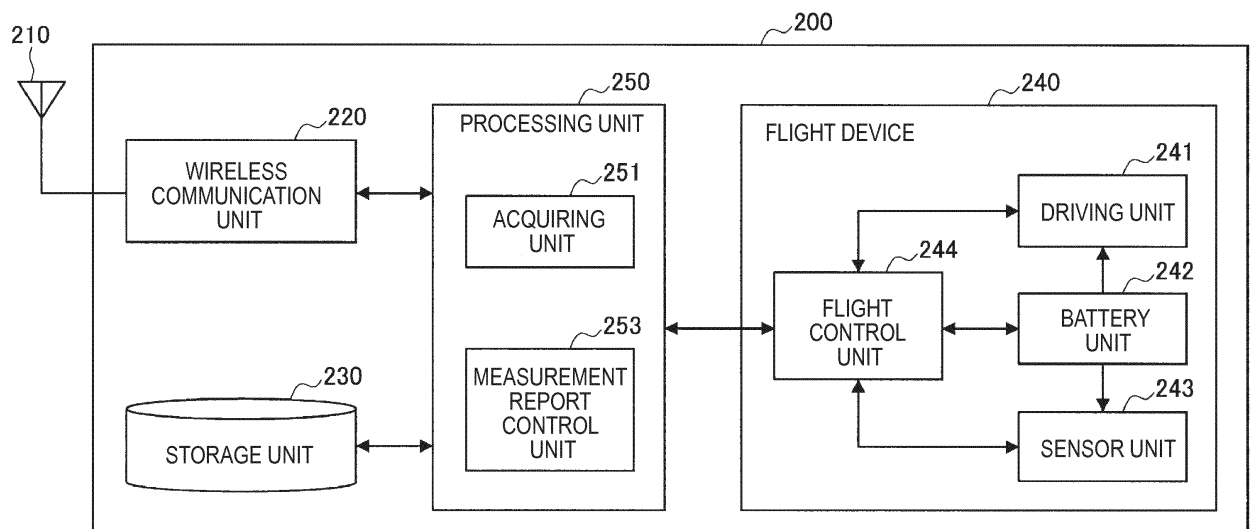 200
210
220
WIRELESS
COMMUNICATION
UNIT
230
STORAGE UNIT
250
PROCESSING UNIT
251
ACQUIRING
UNIT
253
MEASUREMENT
REPORT
CONTROL
UNIT
240
FLIGHT DEVICE
244
FLIGHT
CONTROL
UNIT
241
DRIVING UNIT
242
BATTERY
UNIT
243
SENSOR UNIT